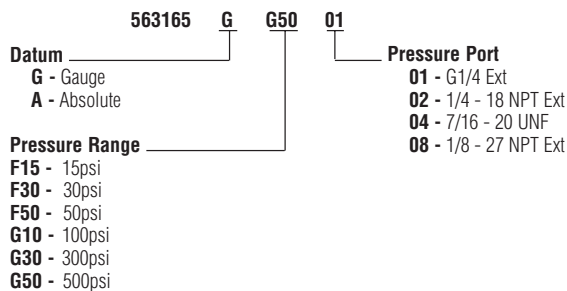 563165 G G50 01
Datum
G - Gauge
A - Absolute
Pressure Range
F15 - 15psi
F30 - 30psi
F50 - 50psi
G10 - 100psi
G30 - 300psi
G50 - 500psi
Pressure Port
01 - G1/4 Ext
02 - 1/4 - 18 NPT Ext
04 - 7/16 - 20 UNF
08 - 1/8 - 27 NPT Ext